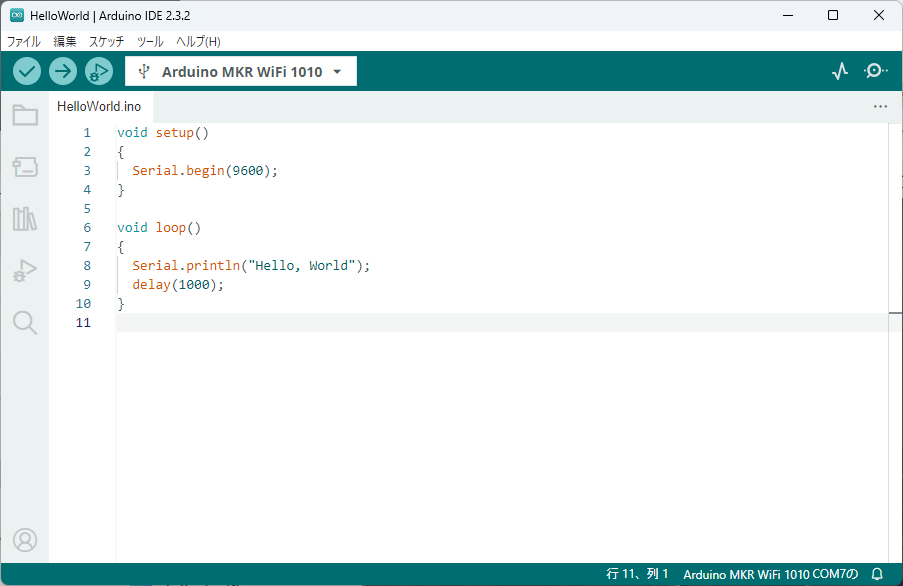 HelloWorld | Arduino IDE 2.3.2
ファイル 編集 スケッチ ツール ヘルプ(H)
Arduino MKR WiFi 1010
HelloWorld.ino
1 void setup()
2 {
3 Serial.begin(9600);
4 }
5
6 void loop()
7 {
8 Serial.println("Hello, World");
9 delay(1000);
10 }
11
行 11、列 1 Arduino MKR WiFi 1010 COM7の